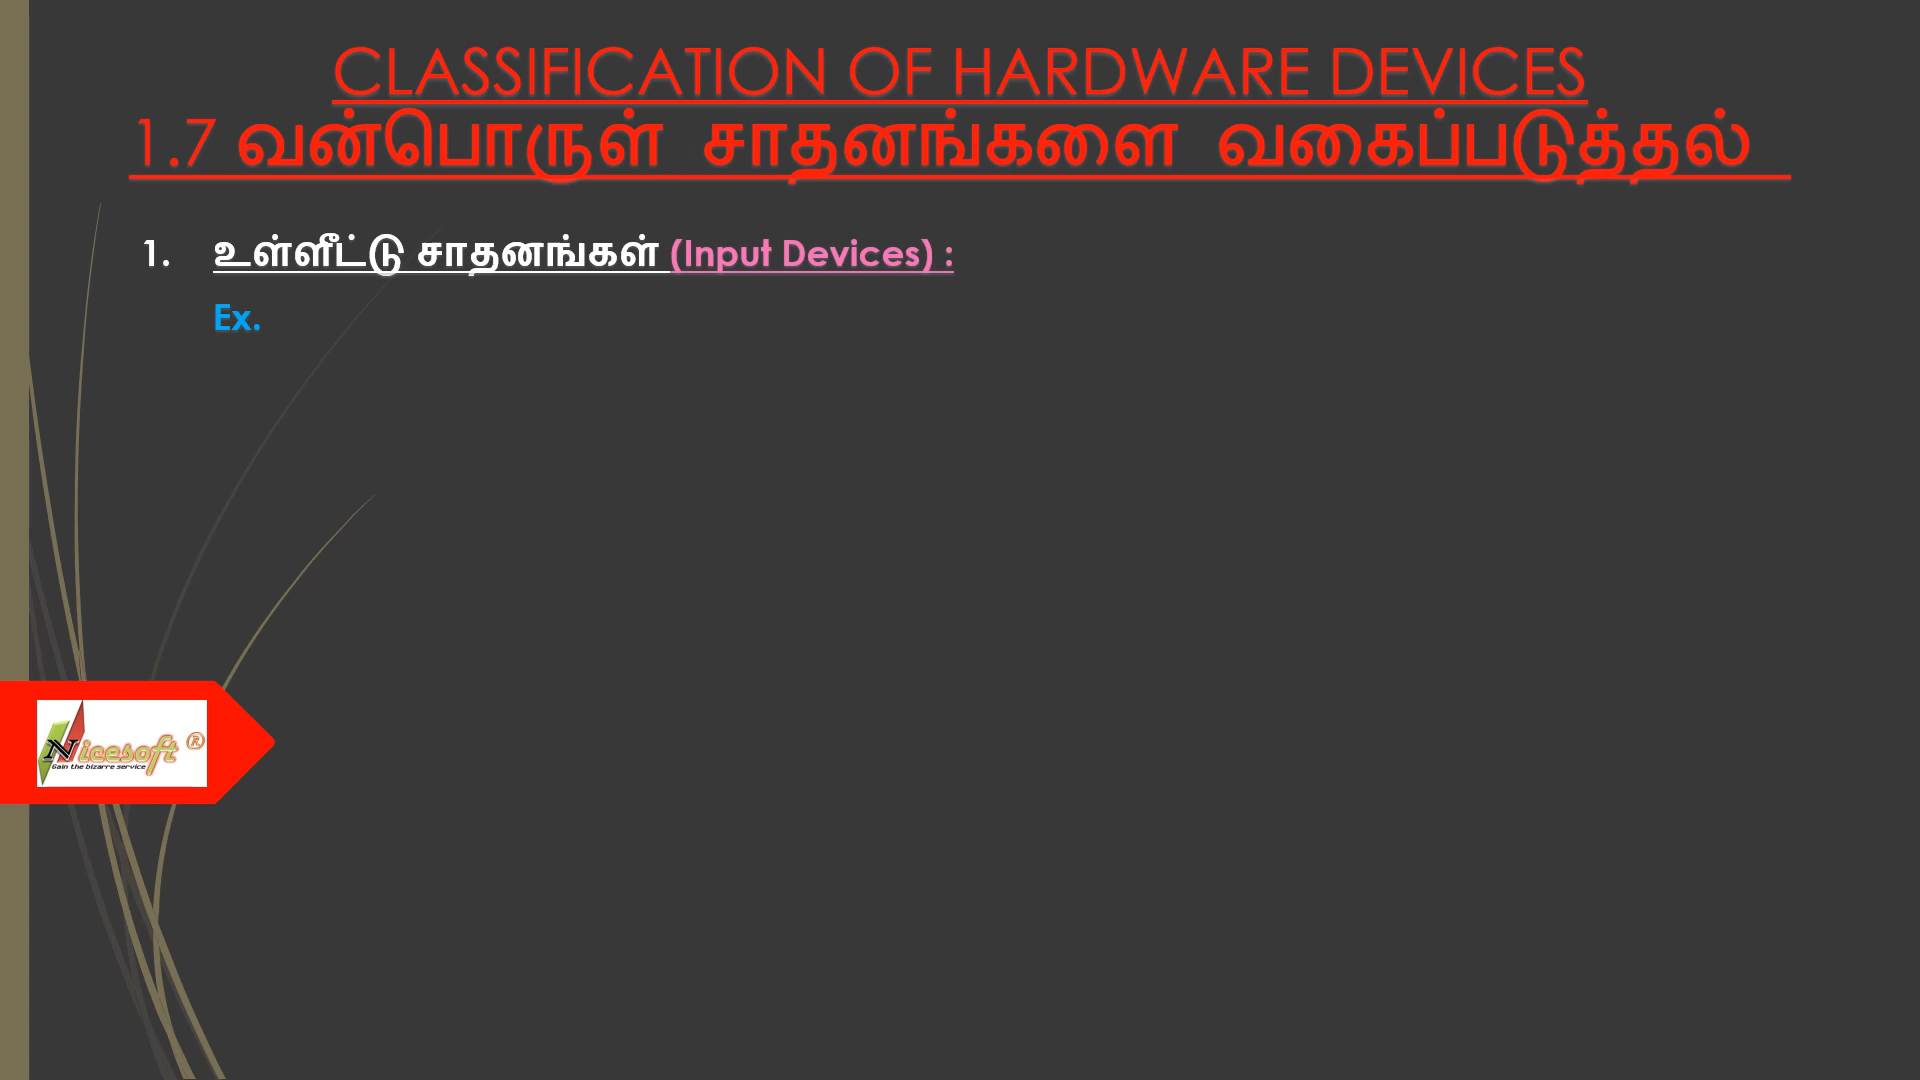 CLASSIFICATION OF HARDWARE DEVICES
1.7 வன்பொருள் சாதனங்களை வகைப்படுத்தல்
1. உள்ளீட்டு சாதனங்கள் (Input Devices) :
Ex.
Nicesoft ®
Gain the bizarre service